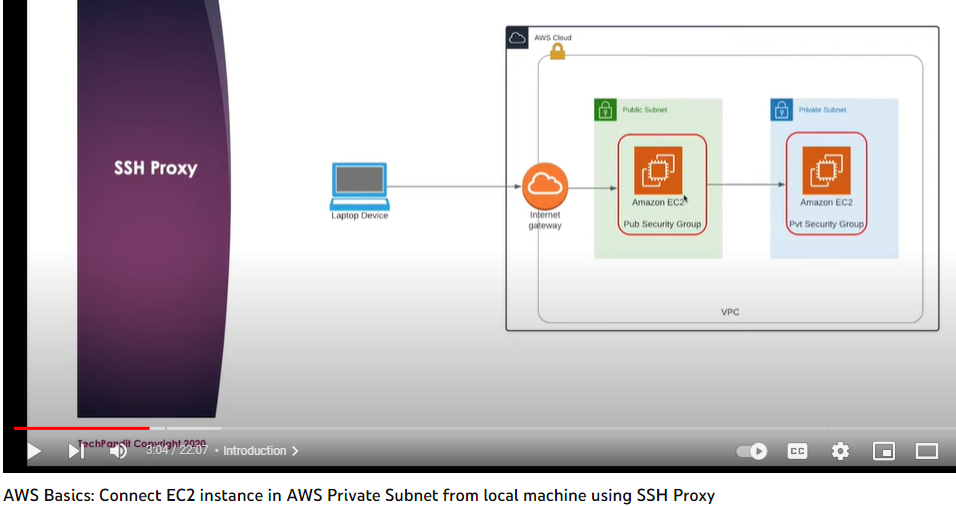 SSH Proxy
AWS Cloud
Public Subnet
Private Subnet
Amazon EC2
Amazon EC2
Laptop Device
Internet
gateway
Pub Security Group
Pvt Security Group
VPC
TechPandit Copyright 2020
3:04 / 22:07 • Introduction >
CC
AWS Basics: Connect EC2 instance in AWS Private Subnet from local machine using SSH Proxy